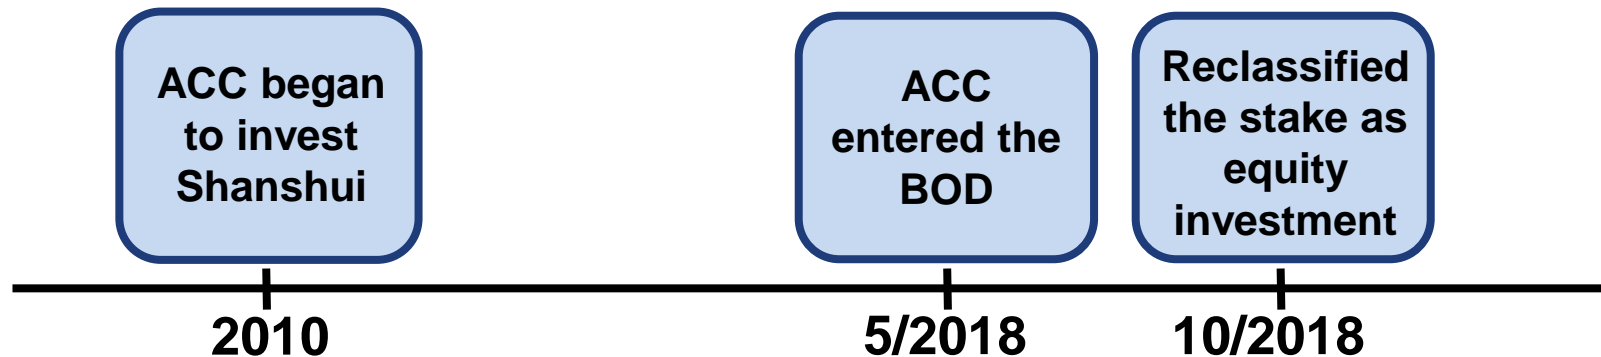 ACC began
to invest
Shanshui
ACC
entered the
BOD
Reclassified
the stake as
equity
investment
2010
5/2018
10/2018